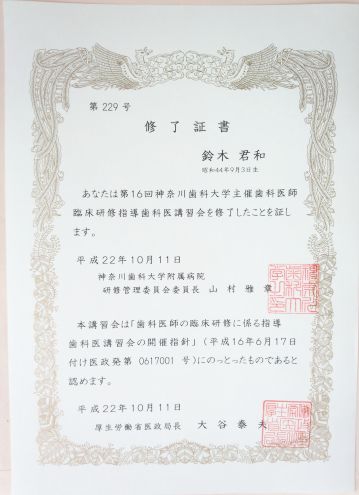 第 229 号
修了証書
鈴木 君和
昭和44年9月3日生
あなたは第16回神奈川歯科大学主催歯科医師
臨床研修指導歯科医講習会を修了したことを証し
ます。
平成22年10月11日
神奈川歯科大学附属病院
研修管理委員会委員長 山村雅章
本講習会は「歯科医師の臨床研修に係る指導
歯科医講習会の開催指針」(平成16年6月17日
付け医政発第 0617001 号)にのっとったものであると
認めます。
平成22年10月11日
厚生労働省医政局長 大谷泰夫